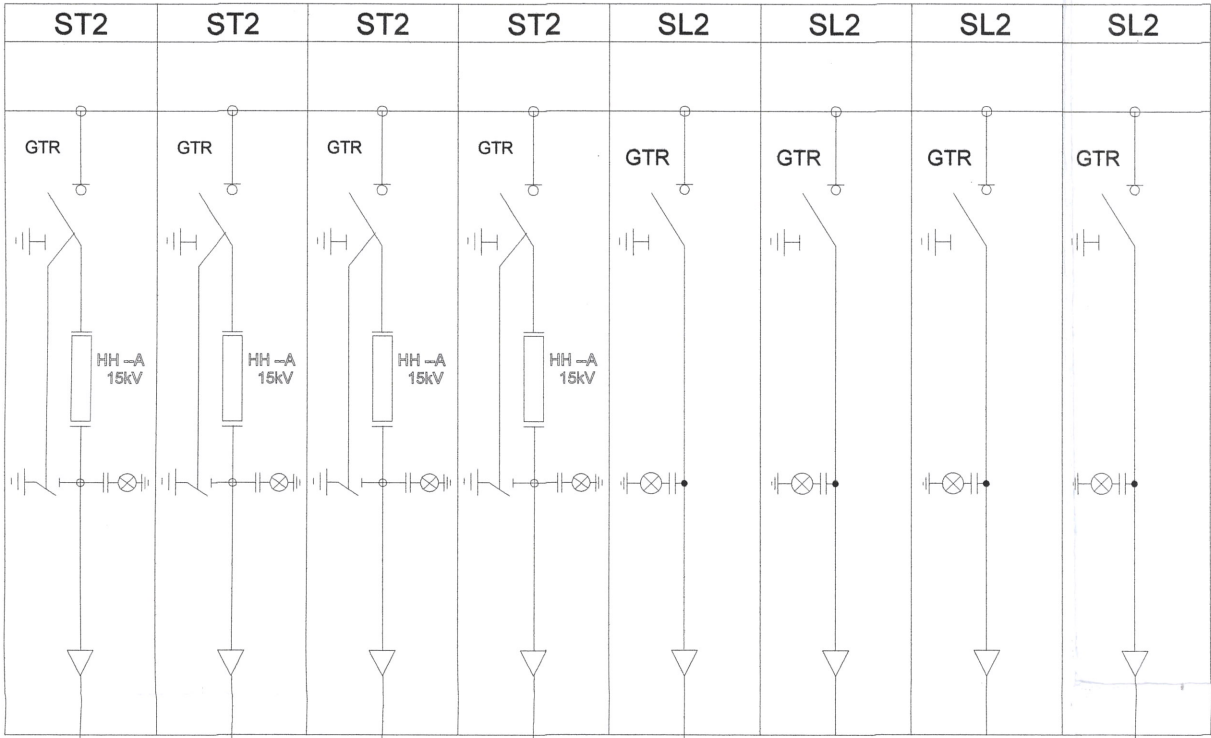 ST2 ST2 ST2 ST2 SL2 SL2 SL2 SL2
GTR GTR GTR GTR GTR GTR GTR GTR
HH --A HH --A HH --A HH --A
15kV 15kV 15kV 15kV